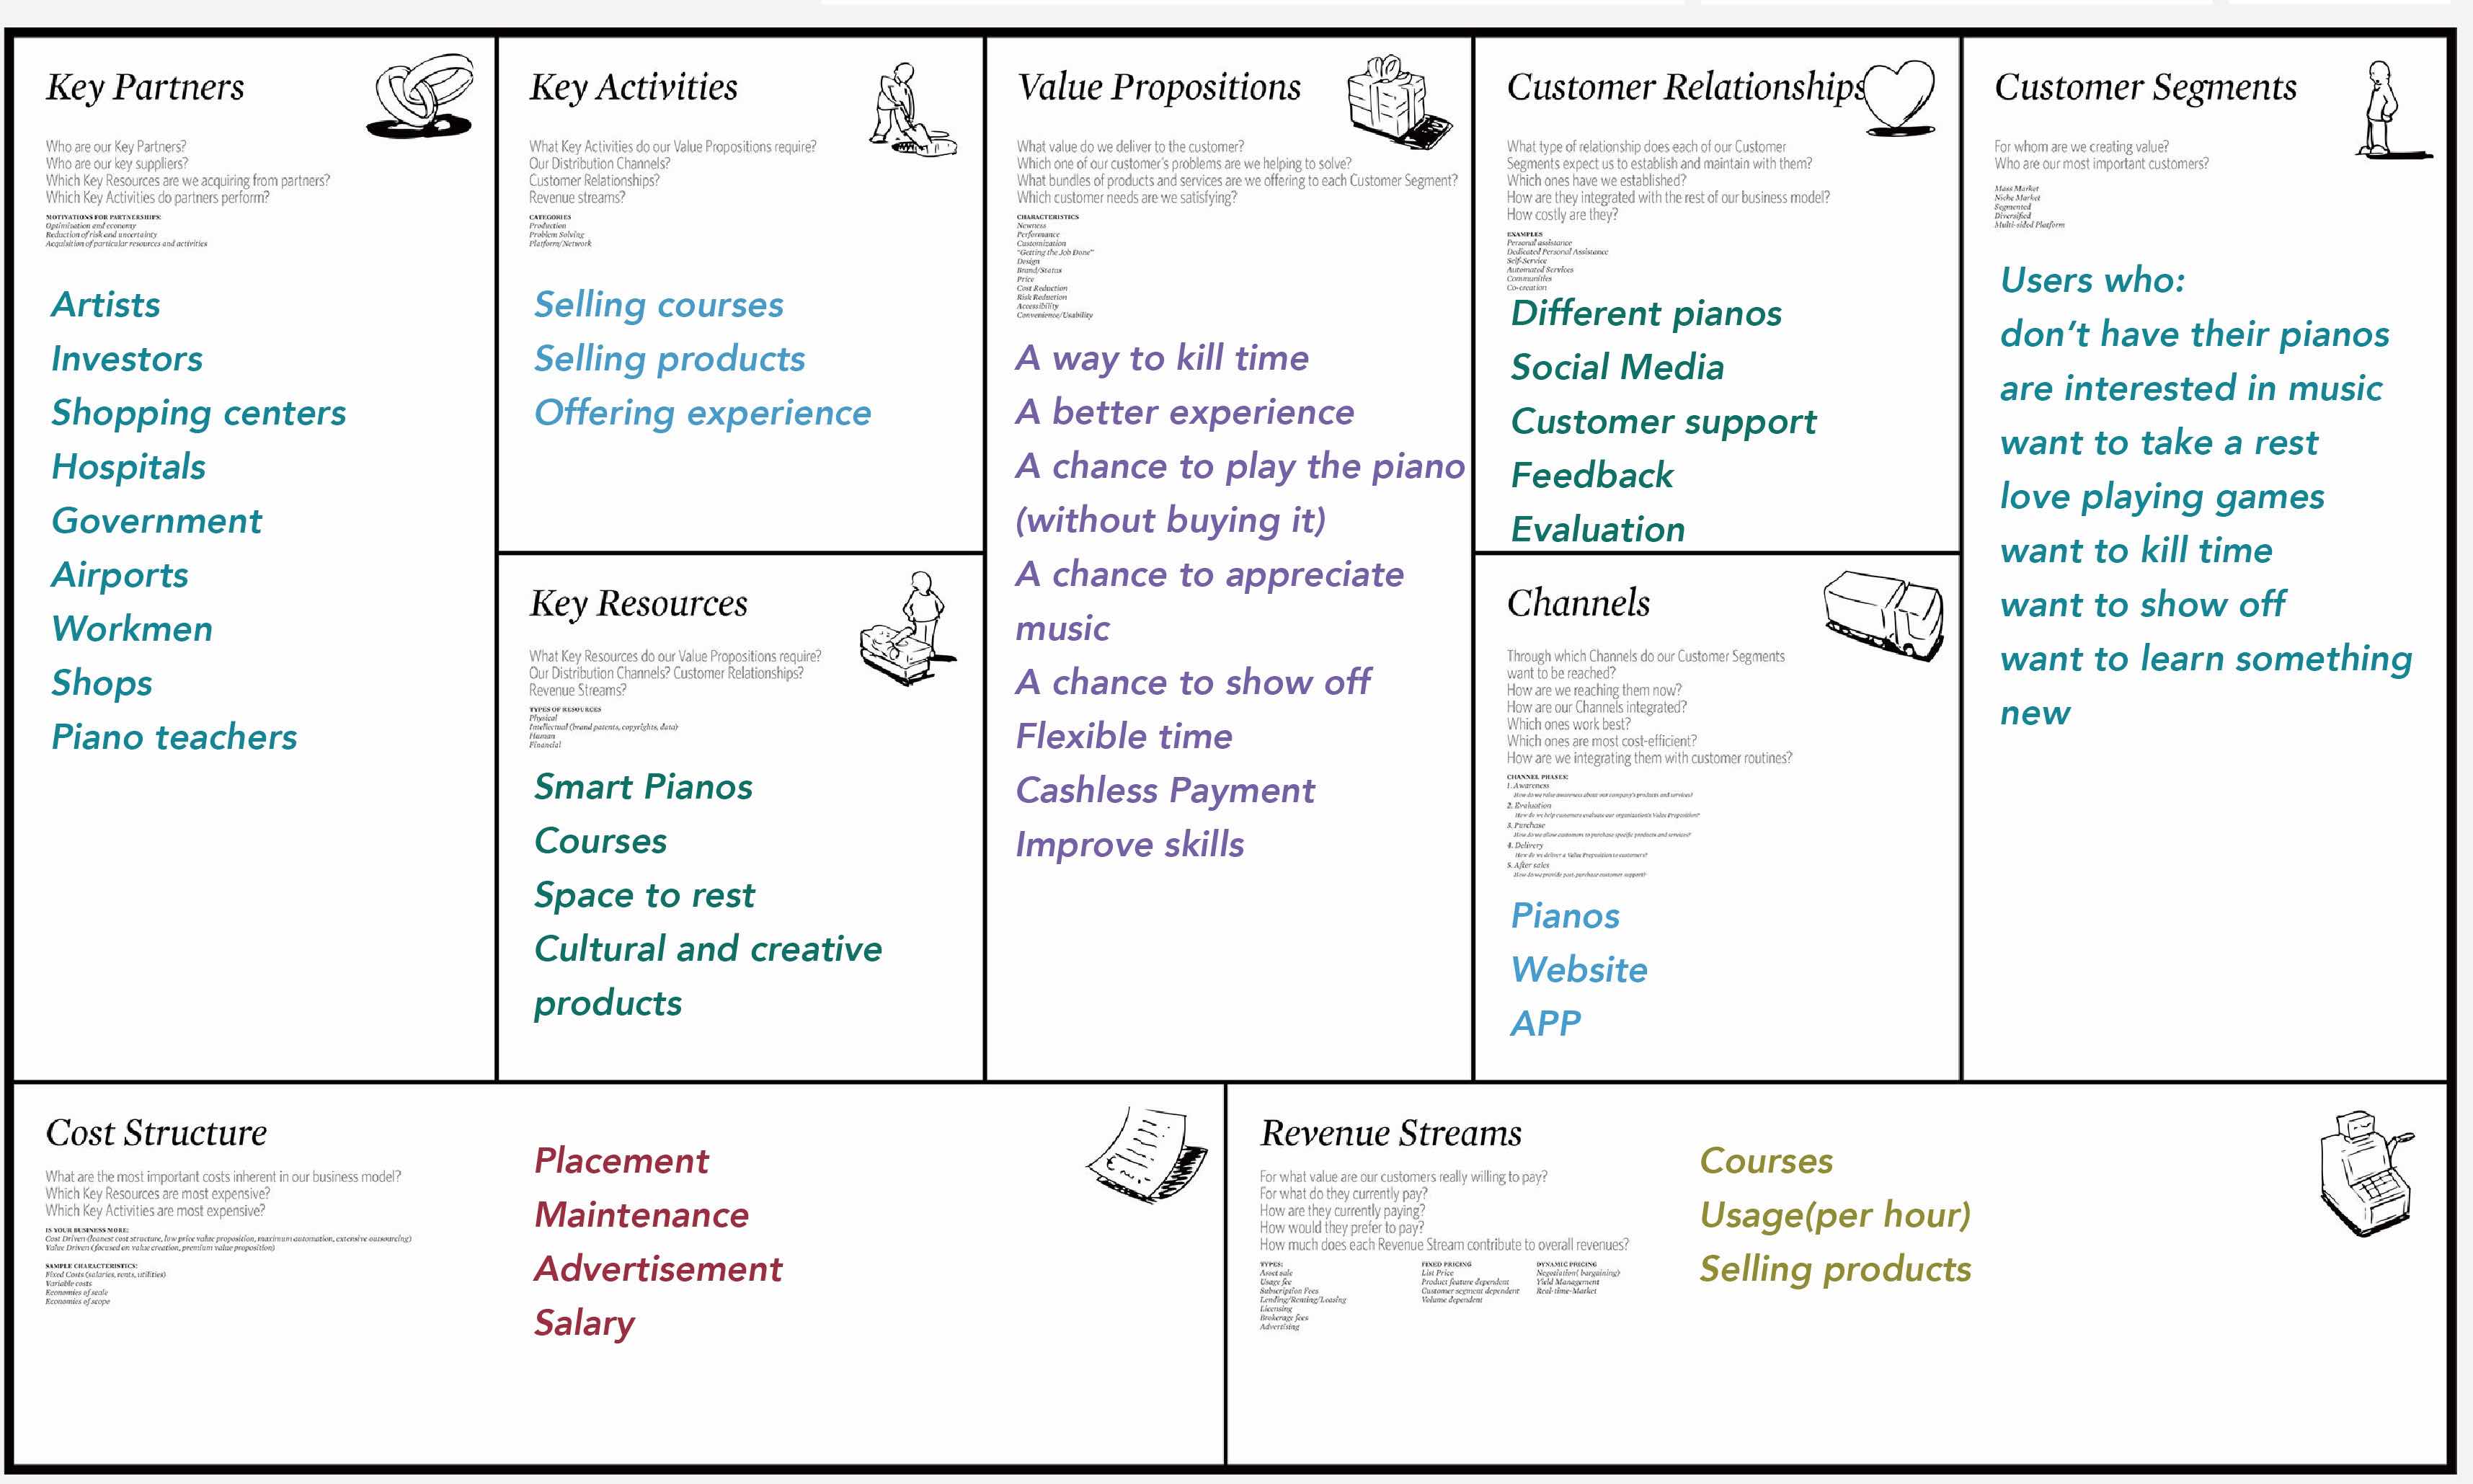 Key Partners
Who are our Key Partners?
Who are our key suppliers?
Which Key Resources are we acquiring from partners?
Which Key Activities do partners perform?
MOTIVATIONS FOR PARTNERSHIPS:
Optimization and economy
Reduction of risk and uncertainty
Acquisition of particular resources and activities
Artists
Investors
Shopping centers
Hospitals
Government
Airports
Workmen
Shops
Piano teachers
Key Activities
What Key Activities do our Value Propositions require?
Our Distribution Channels?
Customer Relationships?
Revenue streams?
CATEGORIES
Production
Problem Solving
Platform/Network
Selling courses
Selling products
Offering experience
Key Resources
What Key Resources do our Value Propositions require?
Our Distribution Channels? Customer Relationships?
Revenue Streams?
TYPES OF RESOURCES
Physical
Intellectual (brand patents, copyrights, data)
Human
Financial
Smart Pianos
Courses
Space to rest
Cultural and creative
products
Value Propositions
What value do we deliver to the customer?
Which one of our customer's problems are we helping to solve?
What bundles of products and services are we offering to each Customer Segment?
Which customer needs are we satisfying?
CHARACTERISTICS
Newness
Performance
Customization
"Getting the Job Done"
Design
Brand/Status
Price
Cost Reduction
Risk Reduction
Accessibility
Convenience/Usability
A way to kill time
A better experience
A chance to play the piano
(without buying it)
A chance to appreciate
music
A chance to show off
Flexible time
Cashless Payment
Improve skills
Customer Relationships
What type of relationship does each of our Customer
Segments expect us to establish and maintain with them?
Which ones have we established?
How are they integrated with the rest of our business model?
How costly are they?
EXAMPLES
Personal assistance
Dedicated Personal Assistance
Self-Service
Automated Services
Communities
Co-creation
Different pianos
Social Media
Customer support
Feedback
Evaluation
Channels
Through which Channels do our Customer Segments
want to be reached?
How are we reaching them now?
How are our Channels integrated?
Which ones work best?
Which ones are most cost-efficient?
How are we integrating them with customer routines?
CHANNEL PHASES:
1. Awareness
How do we raise awareness about our company's products and services?
2. Evaluation
How do we help customers evaluate our organization's Value Proposition?
3. Purchase
How do we allow customers to purchase specific products and services?
4. Delivery
How do we deliver a Value Proposition to customers?
5. After sales
How do we provide post-purchase customer support?
Pianos
Website
APP
Customer Segments
For whom are we creating value?
Who are our most important customers?
Mass Market
Niche Market
Segmented
Diversified
Multi-sided Platform
Users who:
don't have their pianos
are interested in music
want to take a rest
love playing games
want to kill time
want to show off
want to learn something
new
Cost Structure
What are the most important costs inherent in our business model?
Which Key Resources are most expensive?
Which Key Activities are most expensive?
IS YOUR BUSINESS MORE:
Cost Driven (leanest cost structure, low price value proposition, maximum automation, extensive outsourcing)
Value Driven (focused on value creation, premium value proposition)
SAMPLE CHARACTERISTICS:
Fixed Costs (salaries, rents, utilities)
Variable costs
Economies of scale
Economies of scope
Placement
Maintenance
Advertisement
Salary
Revenue Streams
For what value are our customers really willing to pay?
For what do they currently pay?
How are they currently paying?
How would they prefer to pay?
How much does each Revenue Stream contribute to overall revenues?
TYPES:
Asset sale
Usage fee
Subscription Fees
Lending/Renting/Leasing
Licensing
Brokerage fees
Advertising
FIXED PRICING
List Price
Product feature dependent
Customer segment dependent
Volume dependent
DYNAMIC PRICING
Negotiation( bargaining)
Yield Management
Real-time-Market
Courses
Usage(per hour)
Selling products